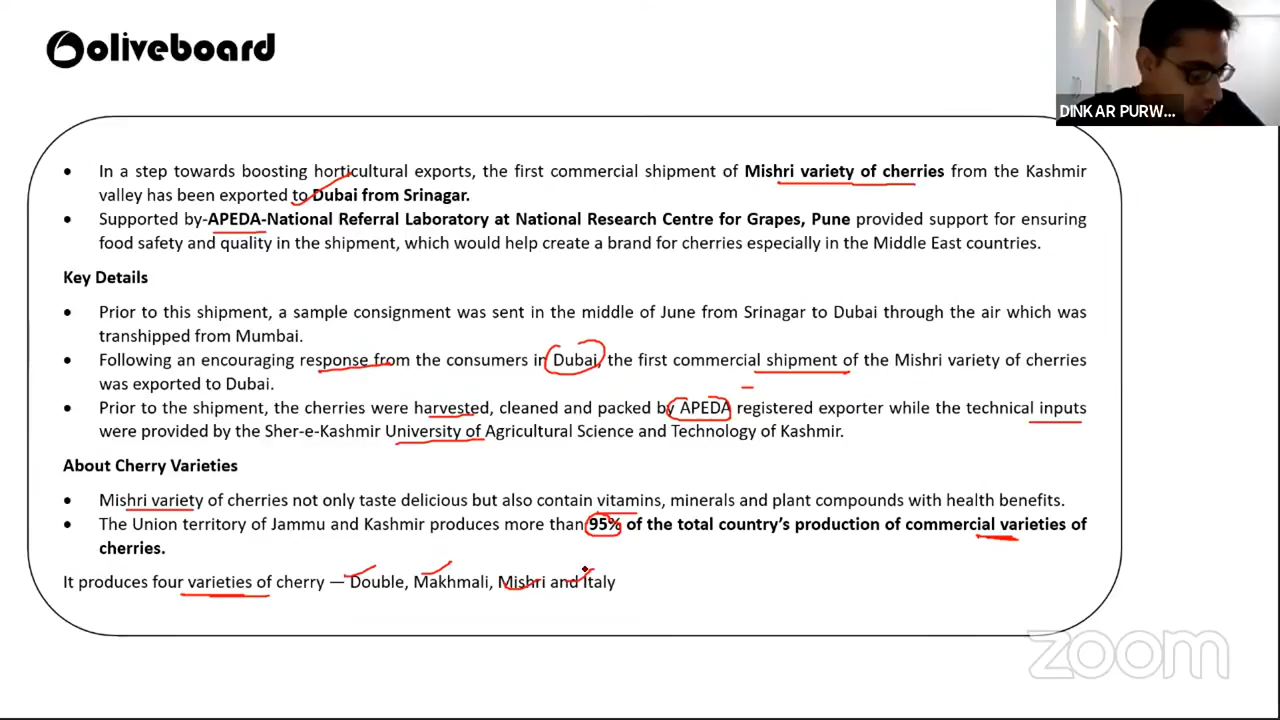 oliveboard
DINKAR PURW...
In a step towards boosting horticultural exports, the first commercial shipment of Mishri variety of cherries from the Kashmir
valley has been exported to Dubai from Srinagar.
Supported by-APEDA-National Referral Laboratory at National Research Centre for Grapes, Pune provided support for ensuring
food safety and quality in the shipment, which would help create a brand for cherries especially in the Middle East countries.
Key Details
Prior to this shipment, a sample consignment was sent in the middle of June from Srinagar to Dubai through the air which was
transhipped from Mumbai.
Following an encouraging response from the consumers in Dubai, the first commercial shipment of the Mishri variety of cherries
was exported to Dubai.
Prior to the shipment, the cherries were harvested, cleaned and packed by APEDA registered exporter while the technical inputs
were provided by the Sher-e-Kashmir University of Agricultural Science and Technology of Kashmir.
About Cherry Varieties
Mishri variety of cherries not only taste delicious but also contain vitamins, minerals and plant compounds with health benefits.
The Union territory of Jammu and Kashmir produces more than 95% of the total country's production of commercial varieties of
cherries.
It produces four varieties of cherry — Double, Makhmali, Mishri and Italy
zoom